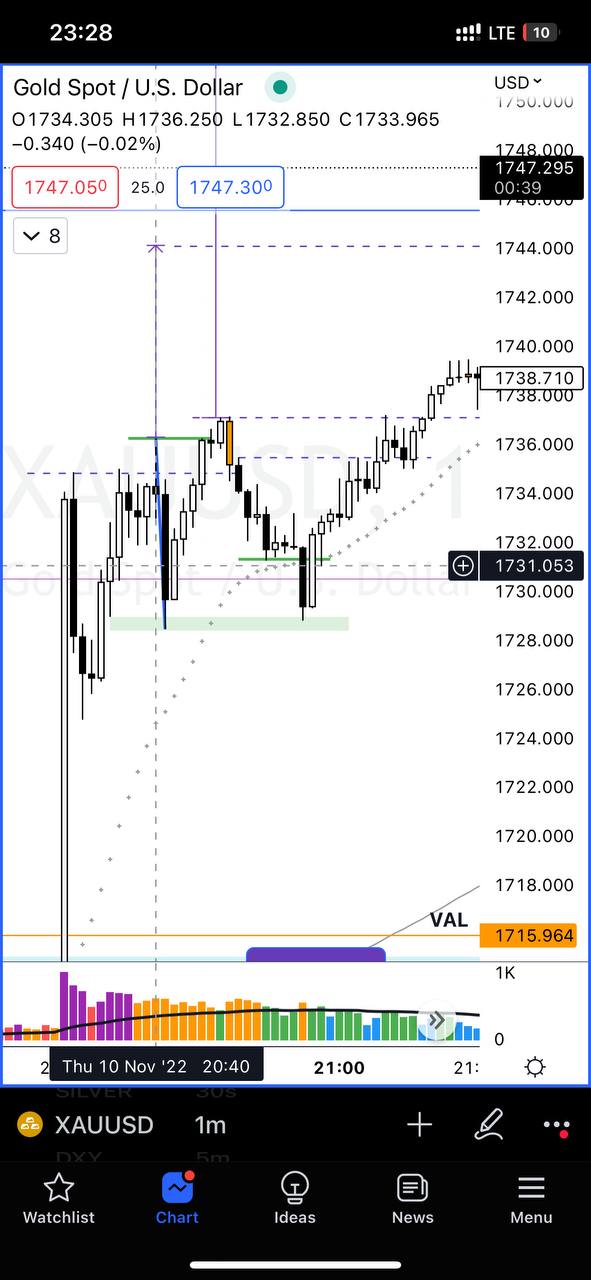 23:28 LTE 10
Gold Spot / U.S. Dollar USD
O1734.305 H1736.250 L1732.850 C1733.965
−0.340 (−0.02%)
1750.000
1748.000
1747.295
00:39
1747.050 25.0 1747.300
1746.000
8
1744.000
1742.000
1740.000
1738.710
1738.000
1736.000
XAUUSD, 1
1734.000
1732.000
1731.053
Gold Spot / U.S. Dollar
1730.000
1728.000
1726.000
1724.000
1722.000
1720.000
1718.000
VAL 1715.964
1K
0
2 Thu 10 Nov '22 20:40 21:00 21:
SILVER 30s
XAUUSD 1m
DXY 5m
Watchlist Chart Ideas News Menu